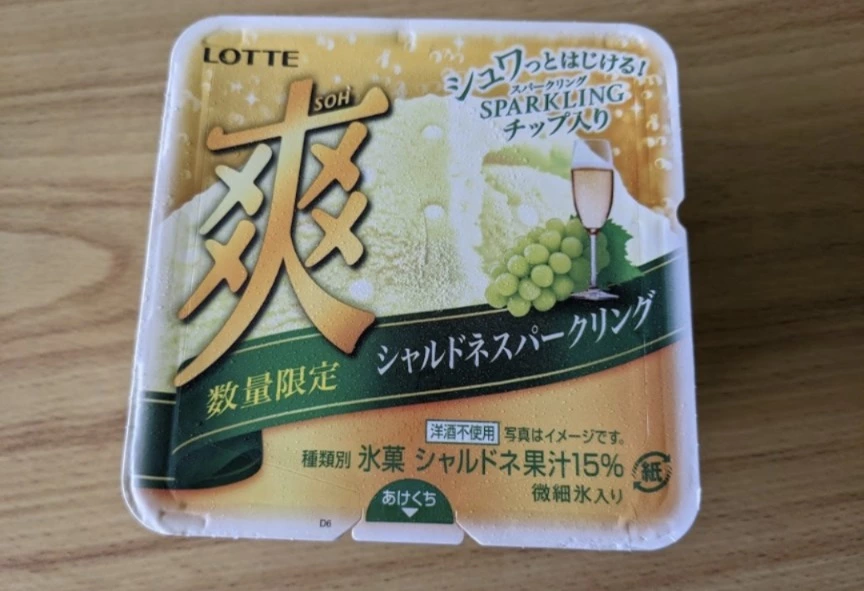 LOTTE
シュワっとはじける!
スパークリング
SPARKLING
チップ入り
SOH
爽
シャルドネスパークリング
数量限定
洋酒不使用 写真はイメージです。
種類別 氷菓 シャルドネ果汁15%
紙
微細氷入り
あけくち
D6